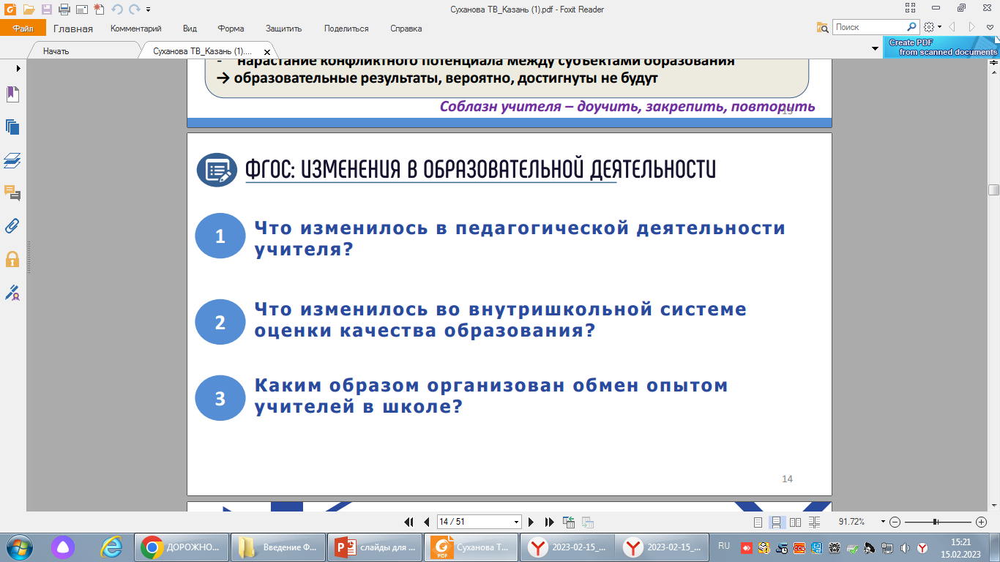 Суханова ТВ_Казань (1).pdf - Foxit Reader
Файл Главная Комментарий Вид Форма Защитить Поделиться Справка Поиск
Начать Суханова ТВ_Казань (1)....
Create PDF
from scanned documents
- нарастание конфликтного потенциала между субъектами образования
→ образовательные результаты, вероятно, достигнуты не будут
Соблазн учителя – доучить, закрепить, повторить
13
ФГОС: ИЗМЕНЕНИЯ В ОБРАЗОВАТЕЛЬНОЙ ДЕЯТЕЛЬНОСТИ
1 Что изменилось в педагогической деятельности
учителя?
2 Что изменилось во внутришкольной системе
оценки качества образования?
3 Каким образом организован обмен опытом
учителей в школе?
14
14 / 51 91.72%
ДОРОЖНО... Введение Ф... слайды для ... Суханова Т... 2023-02-15_... 2023-02-15_... RU 15:21
15.02.2023